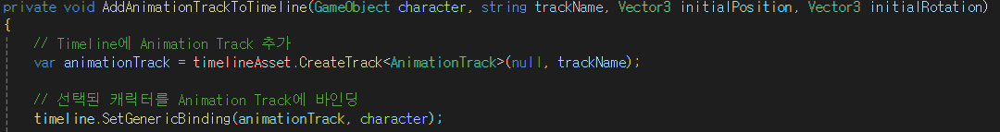 private void AddAnimationTrackToTimeline(GameObject character, string trackName, Vector3 initialPosition, Vector3 initialRotation)
{
// Timeline에 Animation Track 추가
var animationTrack = timelineAsset.CreateTrack<AnimationTrack>(null, trackName);
// 선택된 캐릭터를 Animation Track에 바인딩
timeline.SetGenericBinding(animationTrack, character);